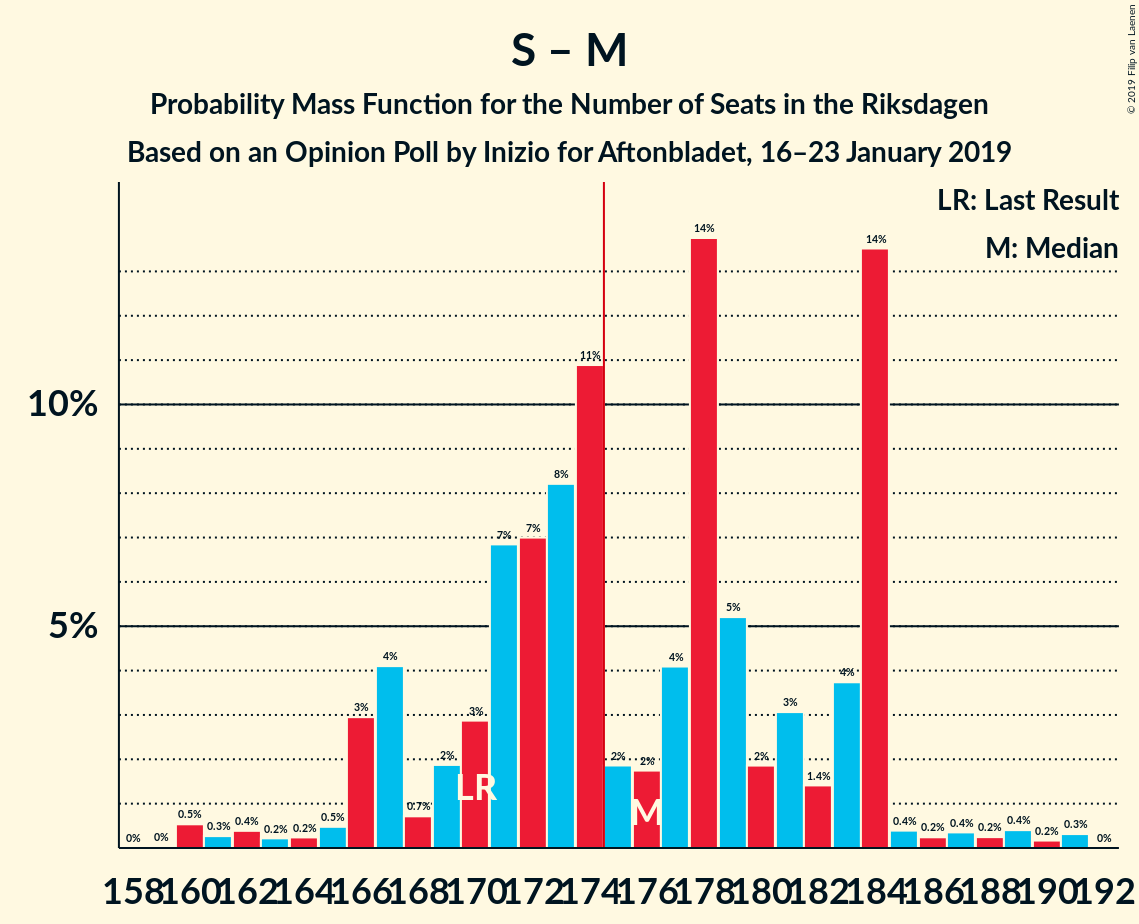 S – M
Probability Mass Function for the Number of Seats in the Riksdagen
Based on an Opinion Poll by Inizio for Aftonbladet, 16–23 January 2019
© 2019 Filip van Laenen
LR: Last Result
M: Median
10%
5%
0% 0% 0.5% 0.3% 0.4% 0.2% 0.2% 0.5% 3% 4% 0.7% 2% 3% 7% 7% 8% 11% 2% 2% 4% 14% 5% 2% 3% 1.4% 4% 14% 0.4% 0.2% 0.4% 0.2% 0.4% 0.2% 0.3% 0%
LR
M
158 160 162 164 166 168 170 172 174 176 178 180 182 184 186 188 190 192